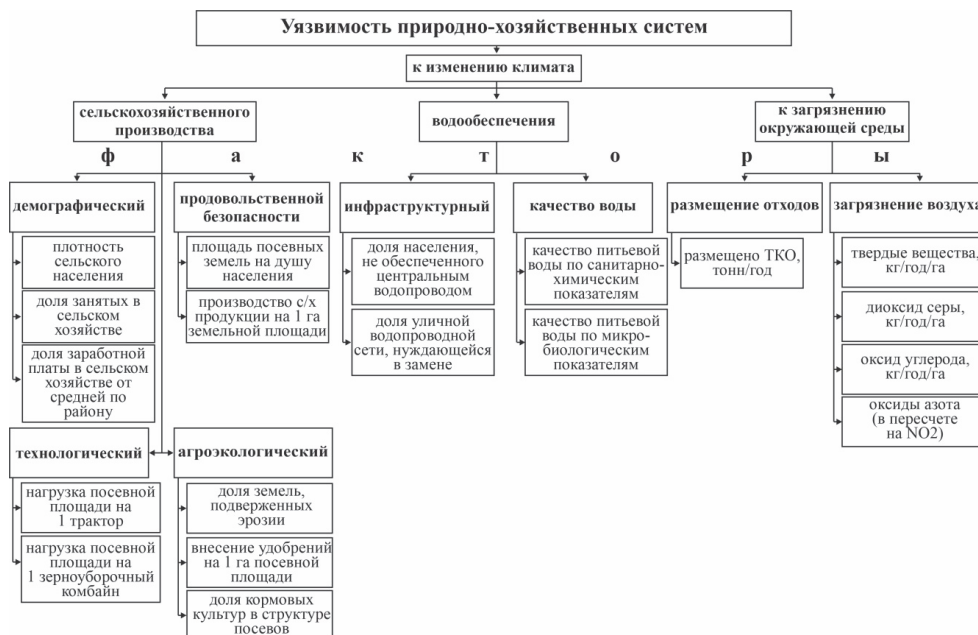 Уязвимость природно-хозяйственных систем
к изменению климата
сельскохозяйственного
производства
водообеспечения
к загрязнению
окружающей среды
ф а к т о р ы
демографический
плотность
сельского
населения
доля занятых в
сельском
хозяйстве
доля заработной
платы в сельском
хозяйстве от
средней по
району
продовольственной
безопасности
площадь посевных
земель на душу
населения
производство с/х
продукции на 1 га
земельной площади
инфраструктурный
доля населения,
не обеспеченного
центральным
водопроводом
доля уличной
водопроводной
сети, нуждающейся
в замене
качество воды
качество питьевой
воды по санитарно-
химическим
показателям
качество питьевой
воды по микро-
биологическим
показателям
размещение отходов
размещено ТКО,
тонн/год
загрязнение воздуха
твердые вещества,
кг/год/га
диоксид серы,
кг/год/га
оксид углерода,
кг/год/га
оксиды азота
(в пересчете
на NO2)
технологический
нагрузка посевной
площади на
1 трактор
нагрузка посевной
площади на
1 зерноуборочный
комбайн
агроэкологический
доля земель,
подверженных
эрозии
внесение удобрений
на 1 га посевной
площади
доля кормовых
культур в структуре
посевов